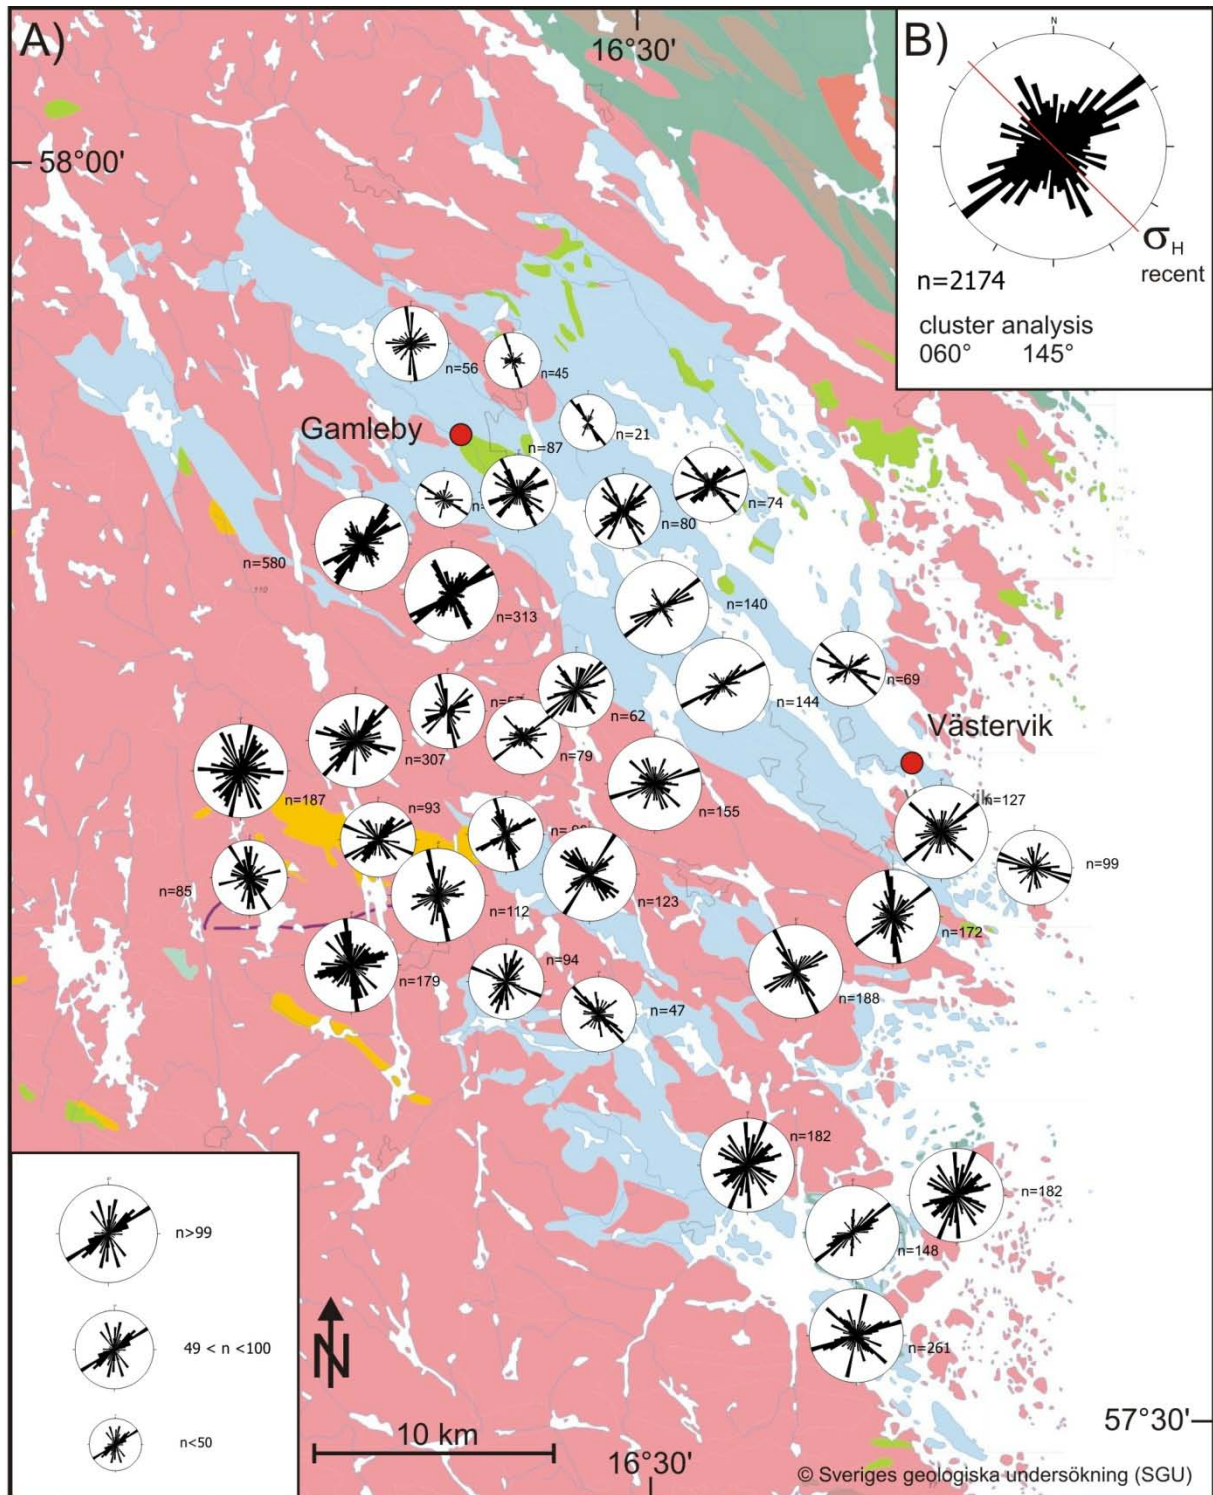 A)
16°30'
B)
N
58°00'
σH
recent
n=2174
cluster analysis
060° 145°
n=56
n=45
Gamleby
n=21
n=87
n=74
n=80
n=580
n=140
n=313
n=69
n=62
n=144
Västervik
n=307
n=79
n=187
n=93
n=155
n=127
n=99
n=85
n=112
n=123
n=172
n=94
n=179
n=188
n=47
n=182
n=182
n>99
n=148
49 < n <100
N
n=261
n<50
10 km
57°30'
16°30'
© Sveriges geologiska undersökning (SGU)